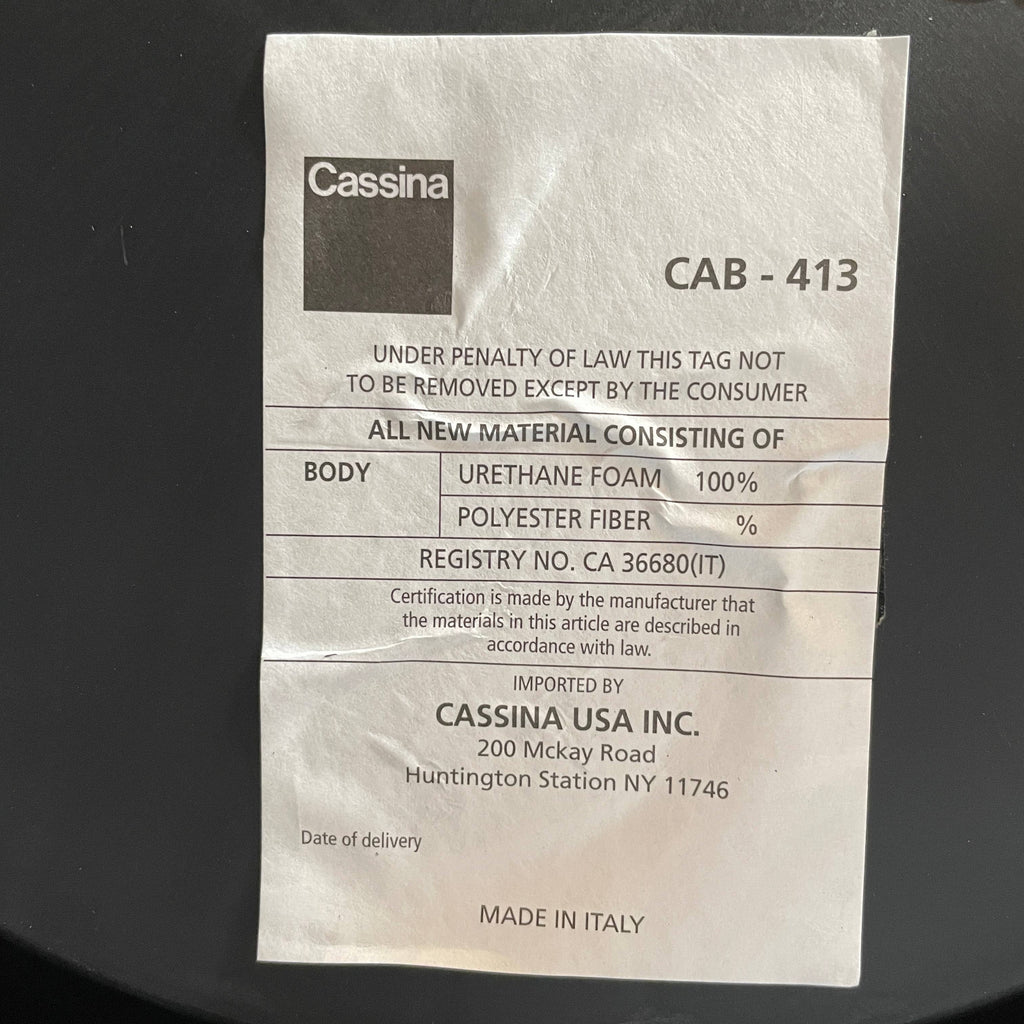 Cassina
CAB - 413
UNDER PENALTY OF LAW THIS TAG NOT
TO BE REMOVED EXCEPT BY THE CONSUMER
ALL NEW MATERIAL CONSISTING OF
BODY URETHANE FOAM 100%
POLYESTER FIBER %
REGISTRY NO. CA 36680(IT)
Certification is made by the manufacturer that
the materials in this article are described in
accordance with law.
IMPORTED BY
CASSINA USA INC.
200 Mckay Road
Huntington Station NY 11746
Date of delivery
MADE IN ITALY